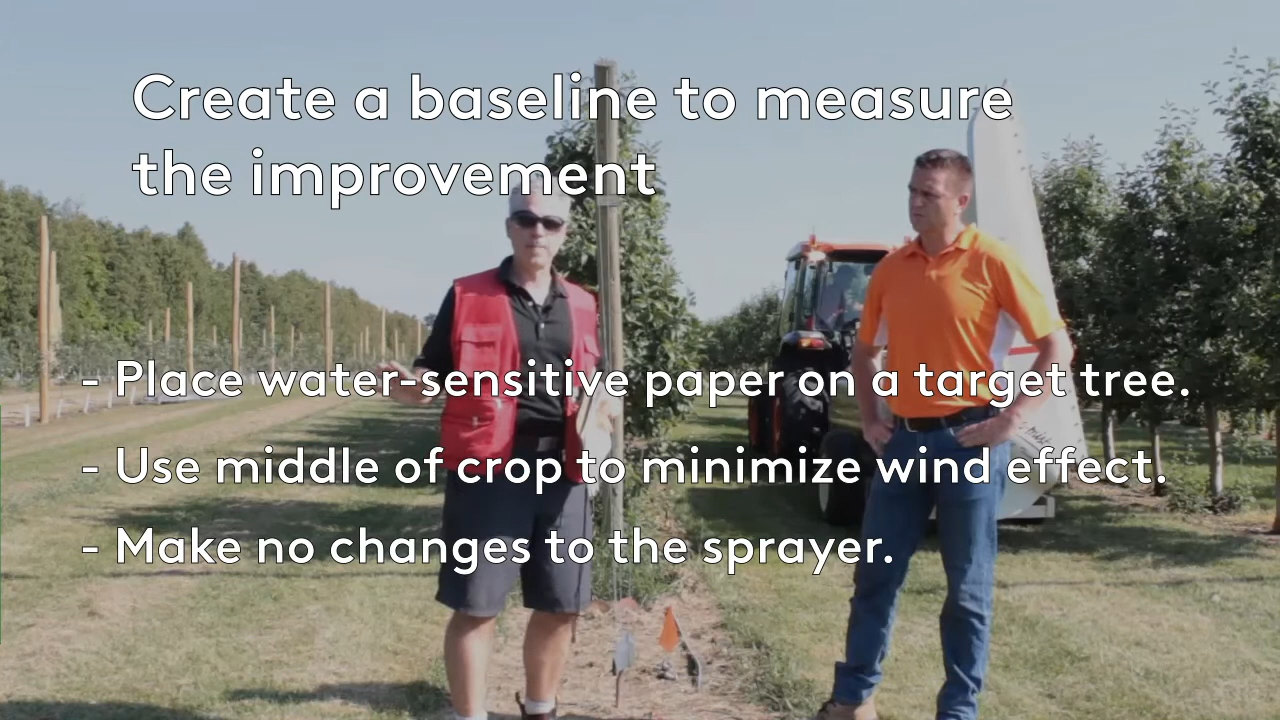 Create a baseline to measure
the improvement
- Place water-sensitive paper on a target tree.
- Use middle of crop to minimize wind effect.
- Make no changes to the sprayer.